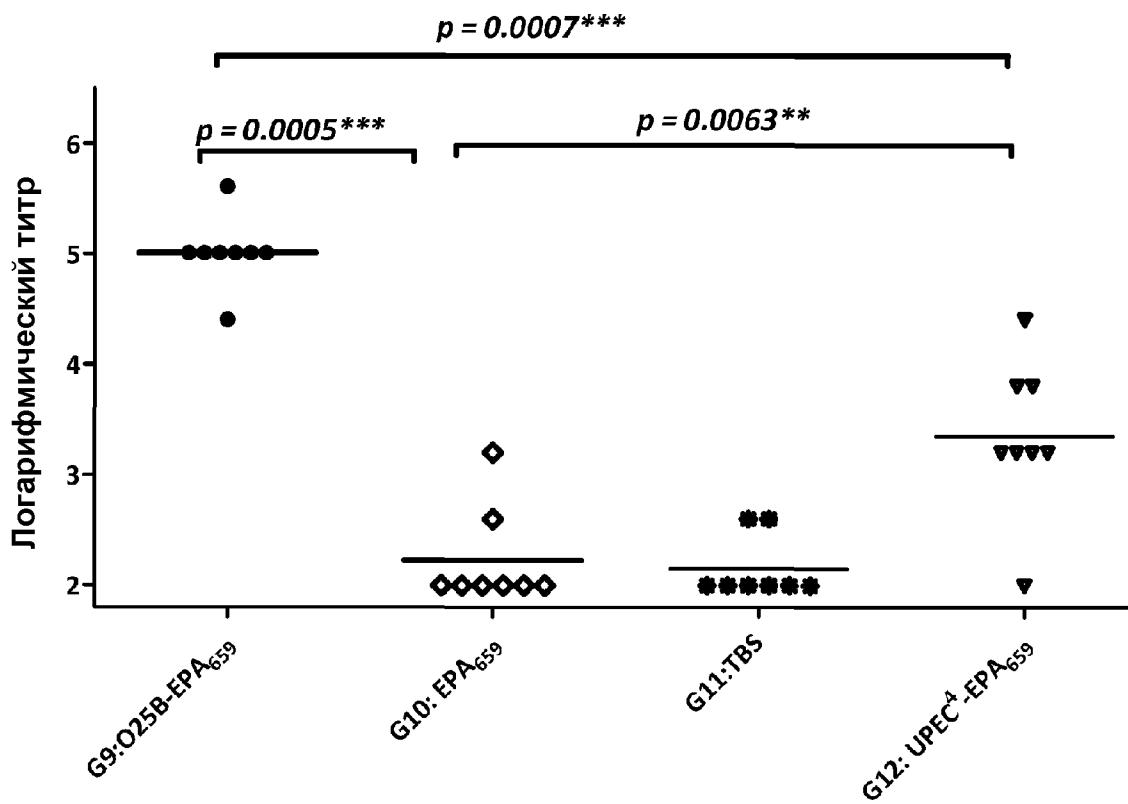 p = 0.0007***
p = 0.0005***
p = 0.0063**
6
5
4
3
2
Логарифмический титр
G9:O25B-EPA659
G10: EPA659
G11:TBS
G12: UPEC4-EPA659